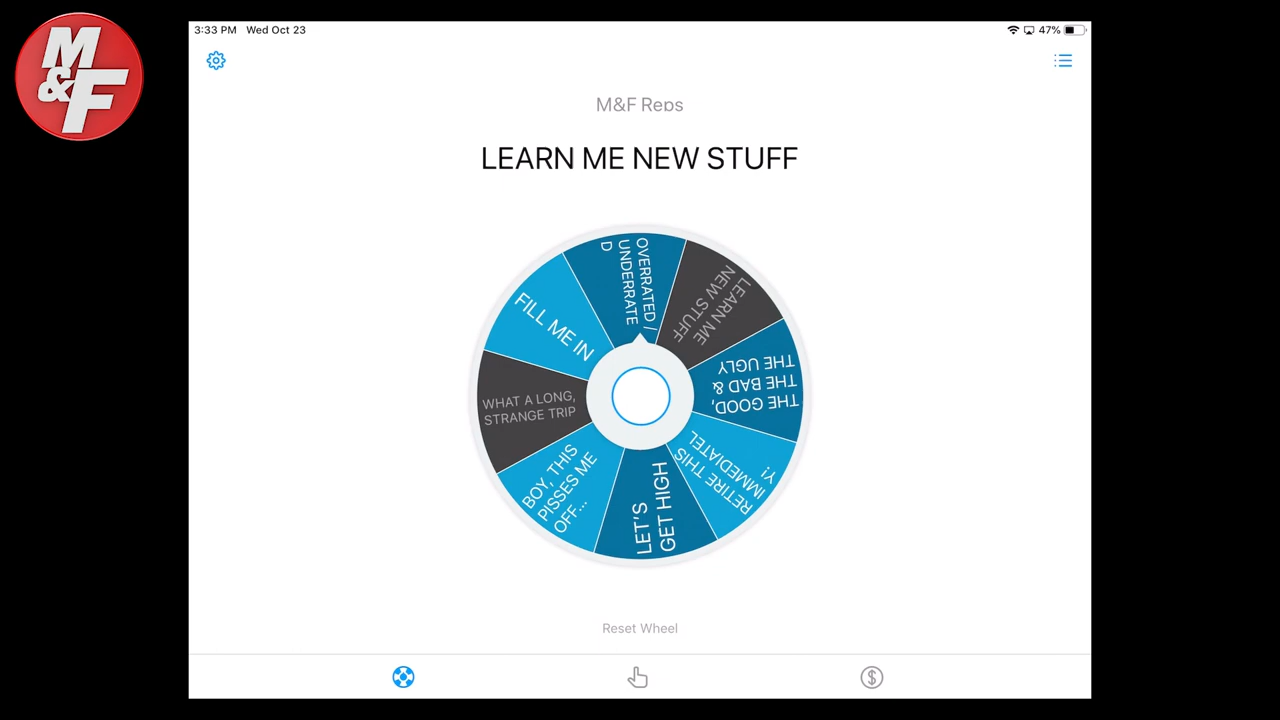 M
&F
3:33 PM Wed Oct 23
47%
M&F Reps
LEARN ME NEW STUFF
OVERRATED /
UNDERRATE
D
LEARN ME
NEW STUFF
THE GOOD,
THE BAD &
THE UGLY
RETIRE THIS
IMMEDIATEL
Y!
LET'S
GET HIGH
BOY, THIS
PISSES ME
OFF...
WHAT A LONG,
STRANGE TRIP
FILL ME IN
Reset Wheel
$